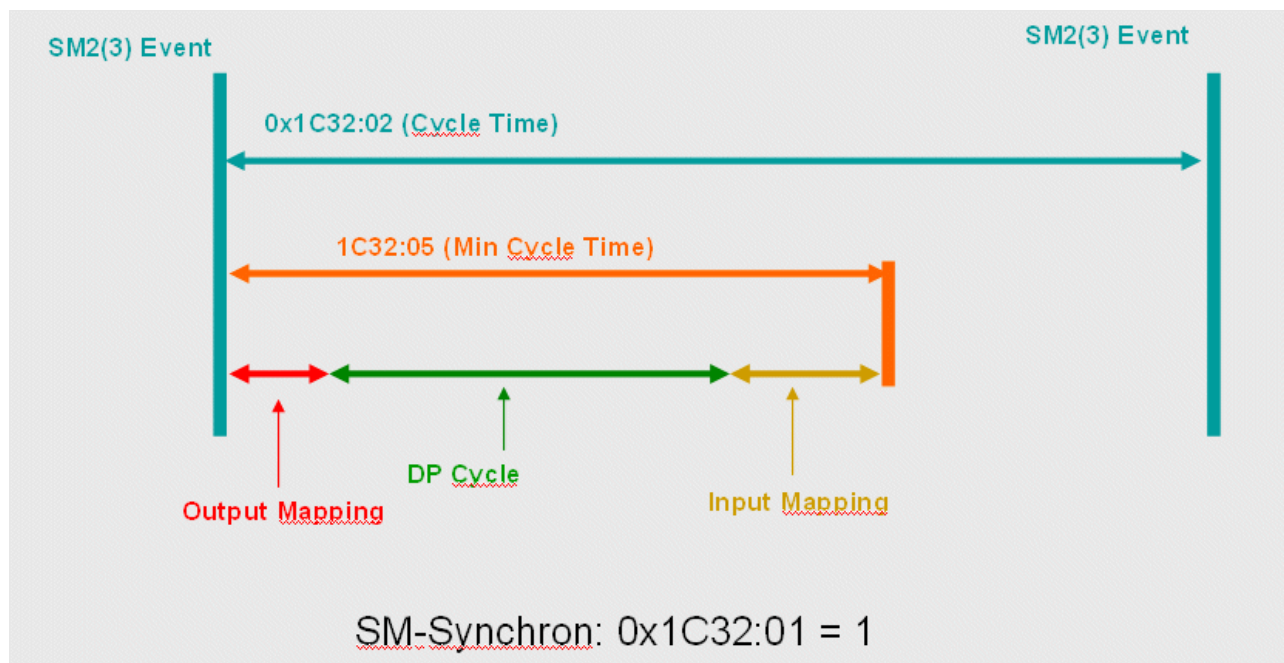 SM2(3) Event
SM2(3) Event
0x1C32:02 (Cycle Time)
1C32:05 (Min Cycle Time)
DP Cycle
Output Mapping
Input Mapping
SM-Synchron: 0x1C32:01 = 1